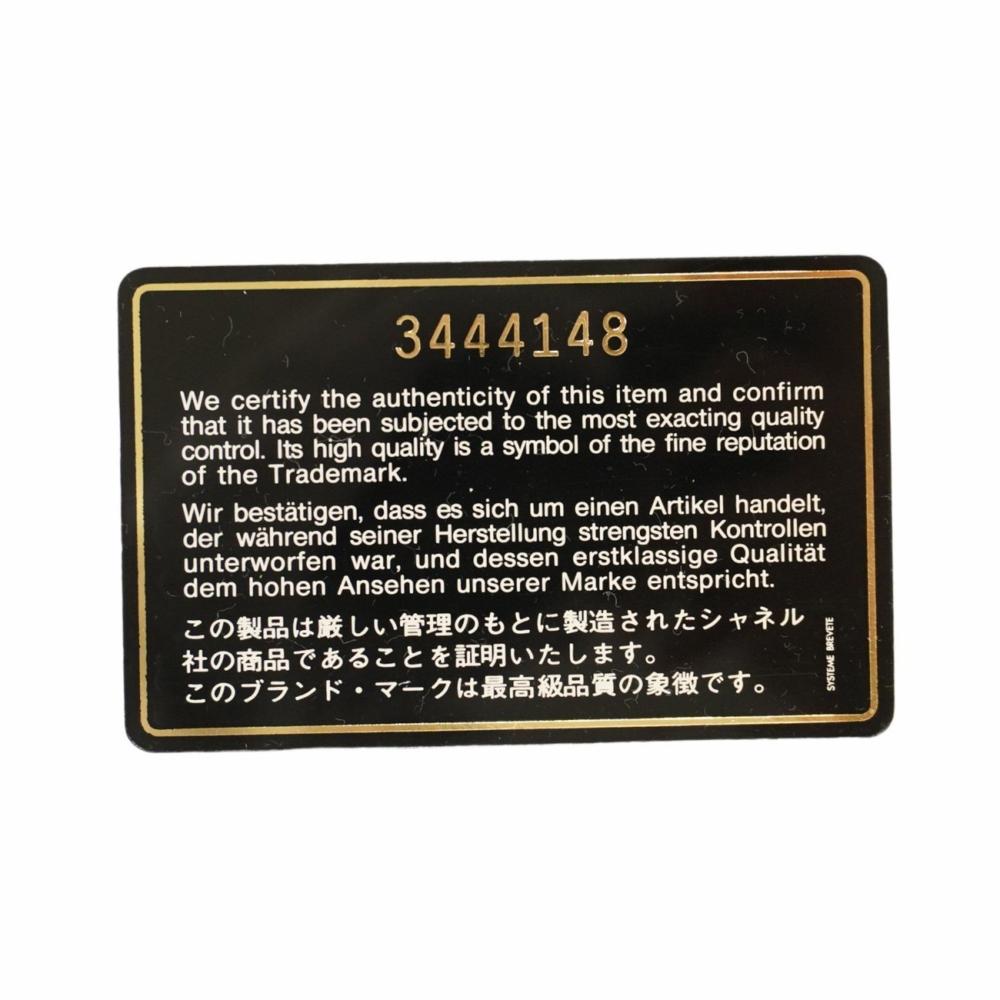 3444148
We certify the authenticity of this item and confirm
that it has been subjected to the most exacting quality
control. Its high quality is a symbol of the fine reputation
of the Trademark.
Wir bestätigen, dass es sich um einen Artikel handelt,
der während seiner Herstellung strengsten Kontrollen
unterworfen war, und dessen erstklassige Qualität
dem hohen Ansehen unserer Marke entspricht.
この製品は厳しい管理のもとに製造されたシャネル
社の商品であることを証明いたします。
このブランド・マークは最高級品質の象徴です。
SYSTEME BREVETE